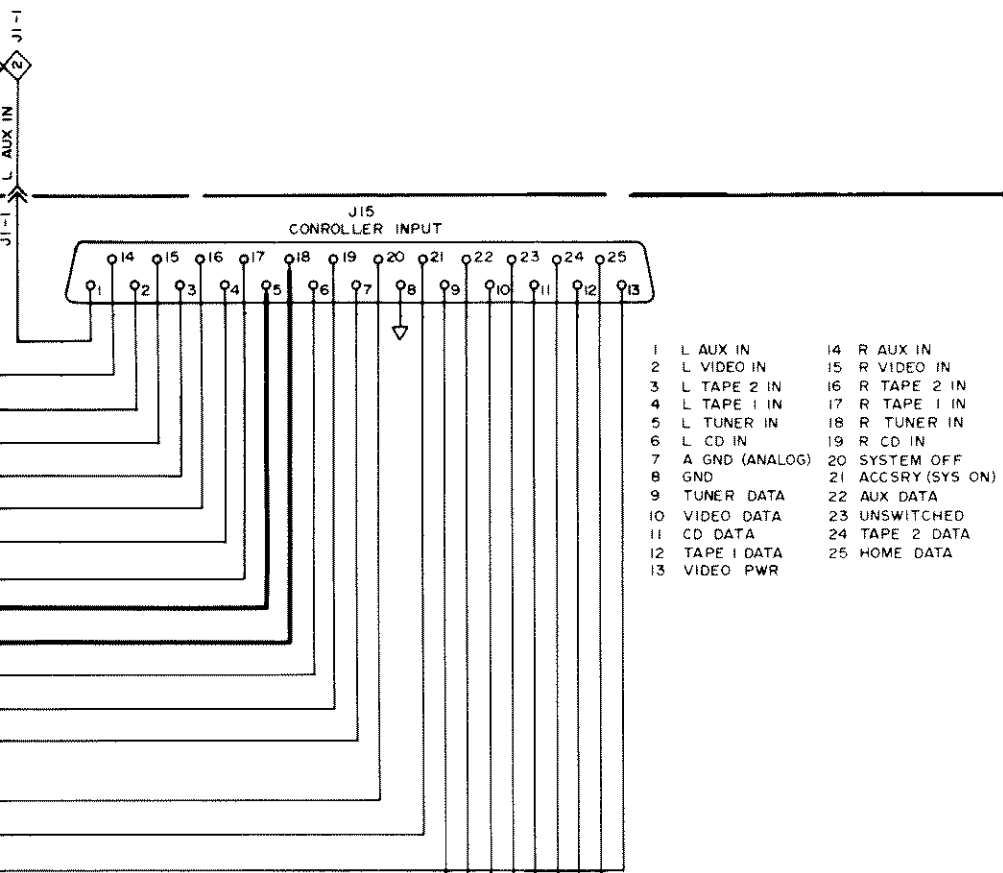 J1-1
2
L AUX IN
J1-1
J15
CONROLLER INPUT
14 15 16 17 18 19 20 21 22 23 24 25
1 2 3 4 5 6 7 8 9 10 11 12 13
1 L AUX IN 14 R AUX IN
2 L VIDEO IN 15 R VIDEO IN
3 L TAPE 2 IN 16 R TAPE 2 IN
4 L TAPE 1 IN 17 R TAPE 1 IN
5 L TUNER IN 18 R TUNER IN
6 L CD IN 19 R CD IN
7 A GND (ANALOG) 20 SYSTEM OFF
8 GND 21 ACCSRY (SYS ON)
9 TUNER DATA 22 AUX DATA
10 VIDEO DATA 23 UNSWITCHED
11 CD DATA 24 TAPE 2 DATA
12 TAPE 1 DATA 25 HOME DATA
13 VIDEO PWR